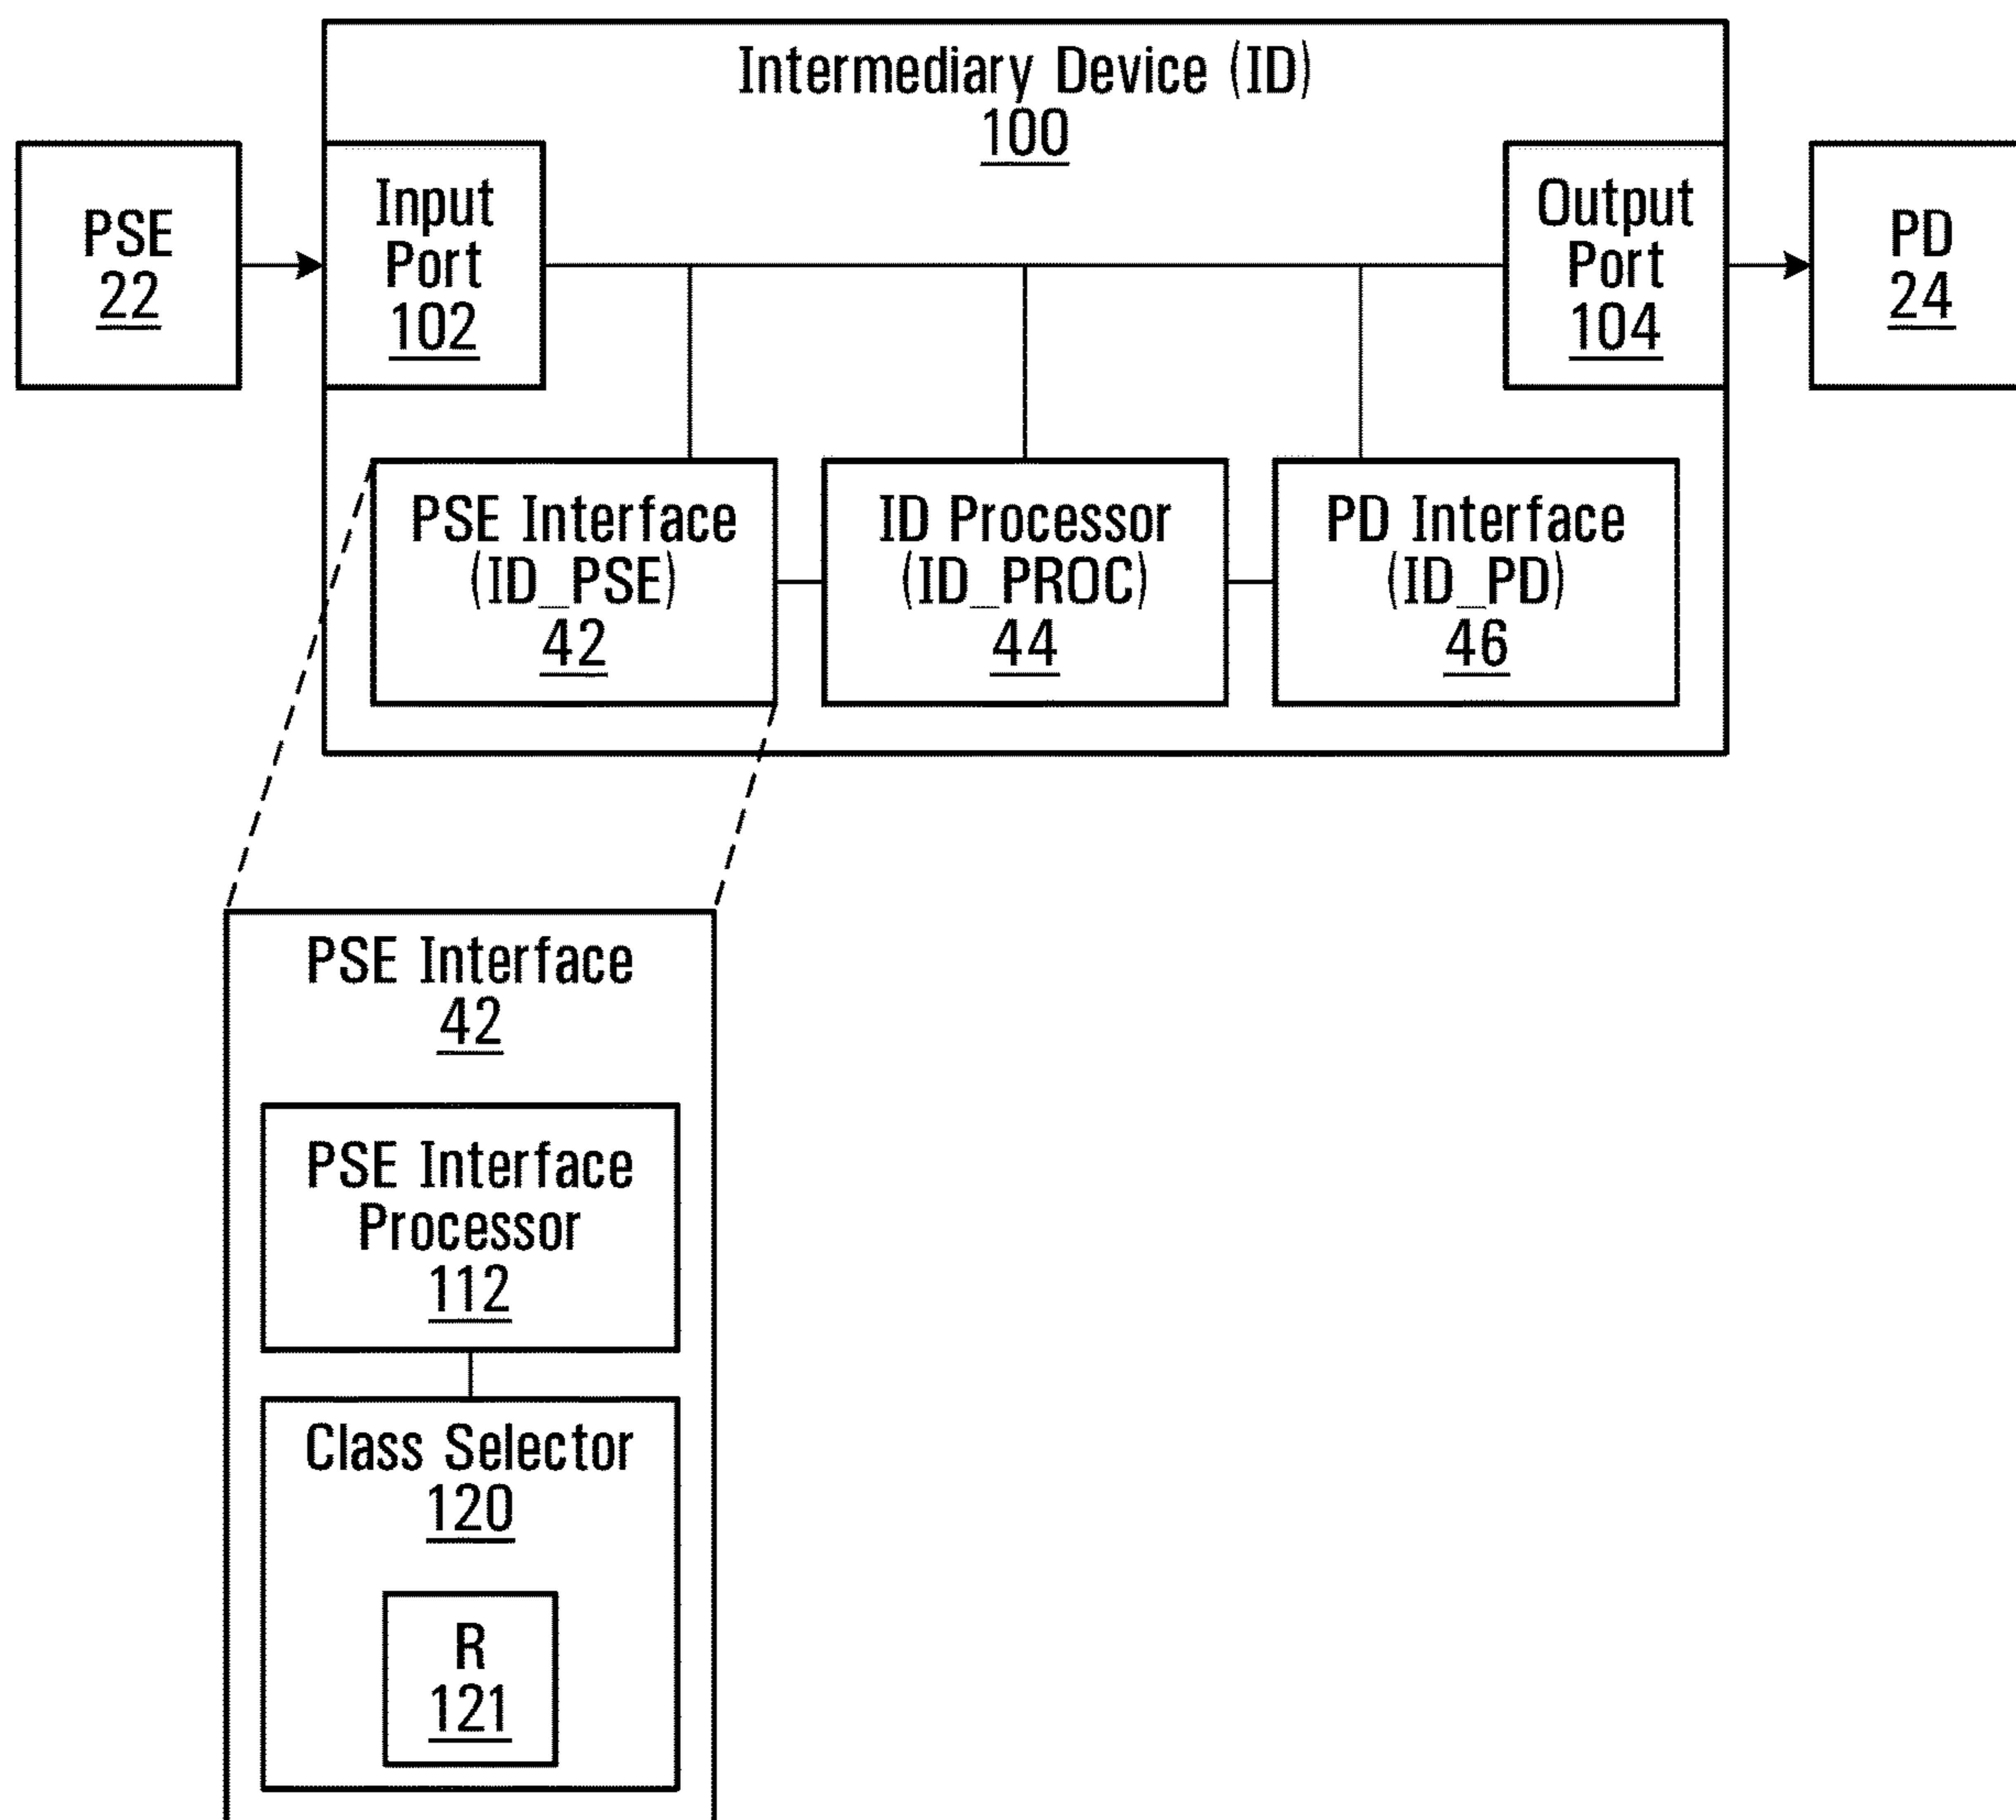 Intermediary Device (ID)
100
PSE
22
Input
Port
102
Output
Port
104
PD
24
PSE Interface
(ID_PSE)
42
ID Processor
(ID_PROC)
44
PD Interface
(ID_PD)
46
PSE Interface
42
PSE Interface
Processor
112
Class Selector
120
R
121